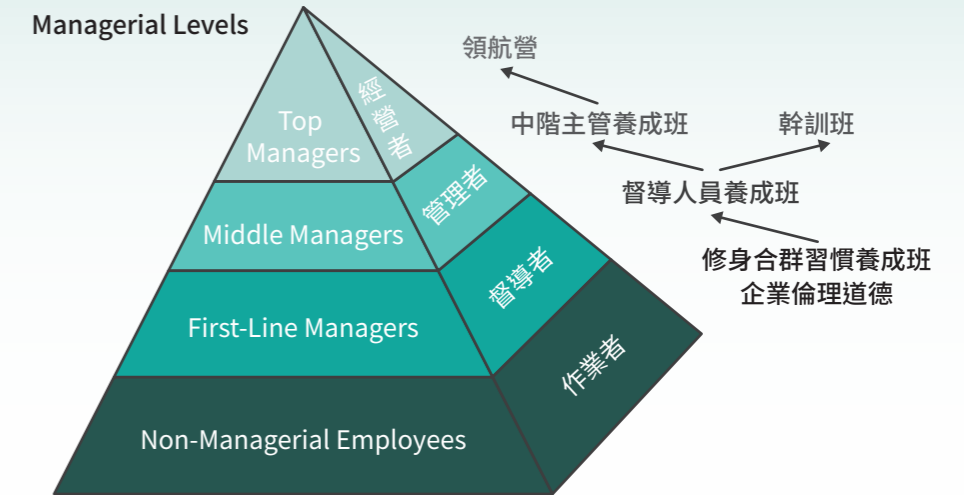 Managerial Levels
Top
Managers
經營者
Middle Managers
管理者
First-Line Managers
督導者
Non-Managerial Employees
作業者
領航營
中階主管養成班
幹訓班
督導人員養成班
修身合群習慣養成班
企業倫理道德